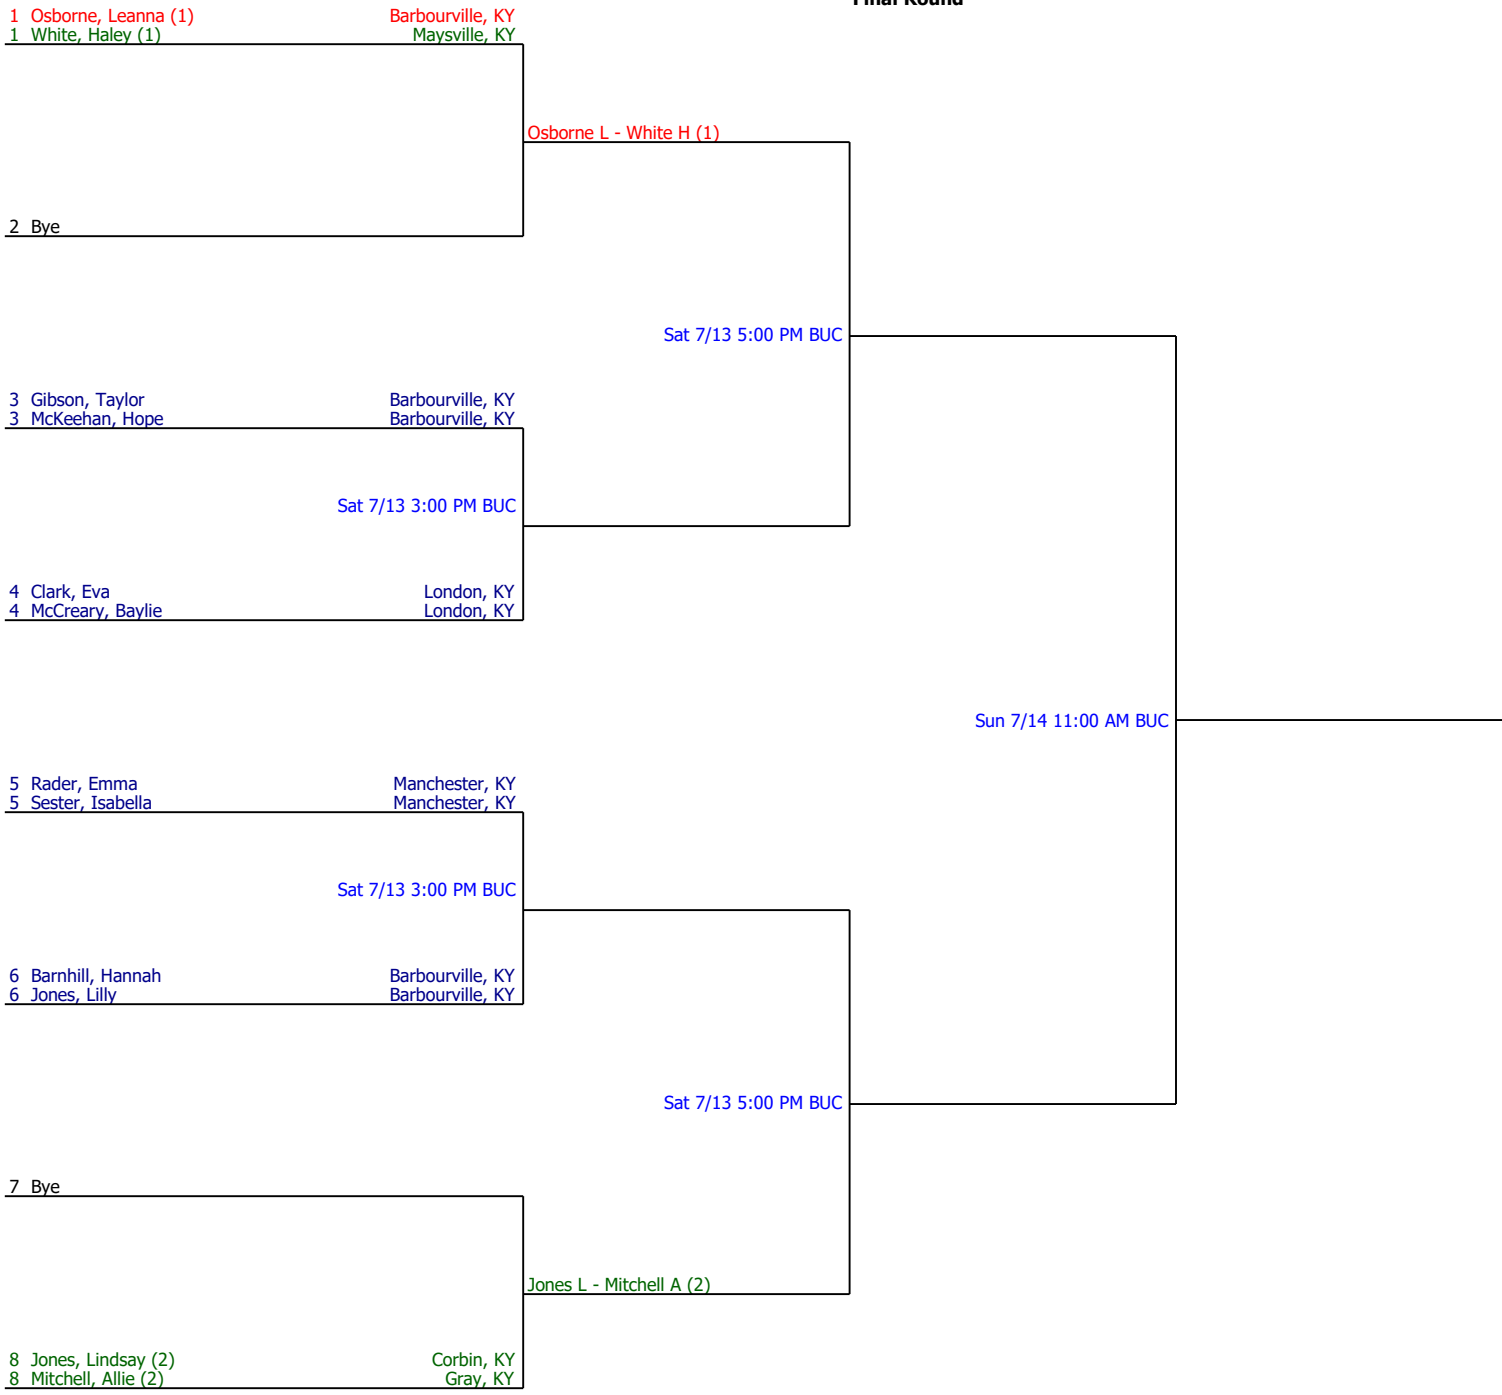 Final Round
1 Osborne, Leanna (1) Barbourville, KY
1 White, Haley (1) Maysville, KY
Osborne L - White H (1)
2 Bye
Sat 7/13 5:00 PM BUC
3 Gibson, Taylor Barbourville, KY
3 McKeehan, Hope Barbourville, KY
Sat 7/13 3:00 PM BUC
4 Clark, Eva London, KY
4 McCreary, Baylie London, KY
Sun 7/14 11:00 AM BUC
5 Rader, Emma Manchester, KY
5 Sester, Isabella Manchester, KY
Sat 7/13 3:00 PM BUC
6 Barnhill, Hannah Barbourville, KY
6 Jones, Lilly Barbourville, KY
Sat 7/13 5:00 PM BUC
7 Bye
Jones L - Mitchell A (2)
8 Jones, Lindsay (2) Corbin, KY
8 Mitchell, Allie (2) Gray, KY